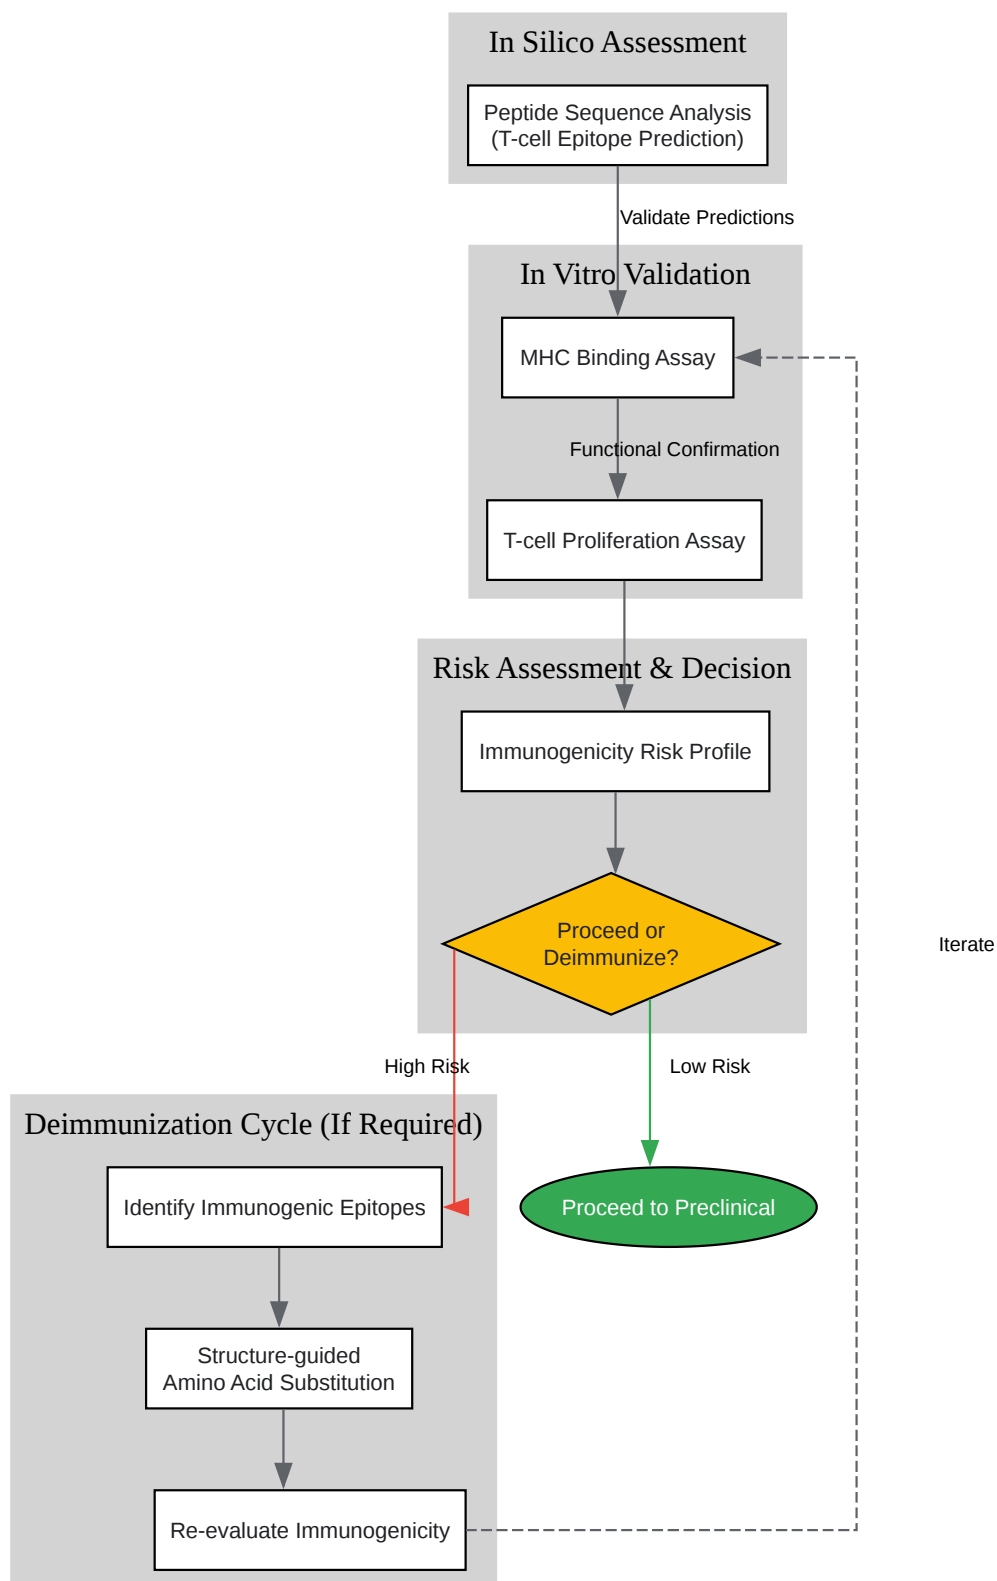 In Silico Assessment
Peptide Sequence Analysis
(T-cell Epitope Prediction)
Validate Predictions
In Vitro Validation
MHC Binding Assay
Functional Confirmation
T-cell Proliferation Assay
Risk Assessment & Decision
Immunogenicity Risk Profile
Proceed or
Deimmunize?
Iterate
High Risk
Low Risk
Deimmunization Cycle (If Required)
Identify Immunogenic Epitopes
Proceed to Preclinical
Structure-guided
Amino Acid Substitution
Re-evaluate Immunogenicity